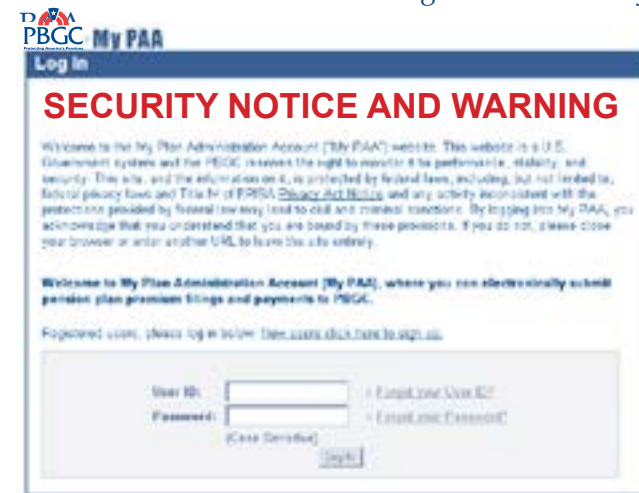 PBGC My PAA
Protecting America's Pensions
Log in
SECURITY NOTICE AND WARNING
Welcome to the My Plan Administration Account ("My PAA") website. This website is a U.S.
Government system and the PBGC reserves the right to monitor it for performance, stability, and
security. This site, and the information on it, is protected by federal laws, including, but not limited to,
federal privacy laws and Title IV of ERISA Privacy Act Notice and any activity inconsistent with the
protections provided by federal law may lead to civil and criminal sanctions. By logging into My PAA, you
acknowledge that you understand that you are bound by these provisions. If you do not, please close
your browser or enter another URL to leave the site entirely.
Welcome to My Plan Administration Account (My PAA), where you can electronically submit
pension plan premium filings and payments to PBGC.
Registered users, please log in below. New users click here to sign up.
User ID: Forgot your User ID?
Password: Forgot your Password?
(Case Sensitive)